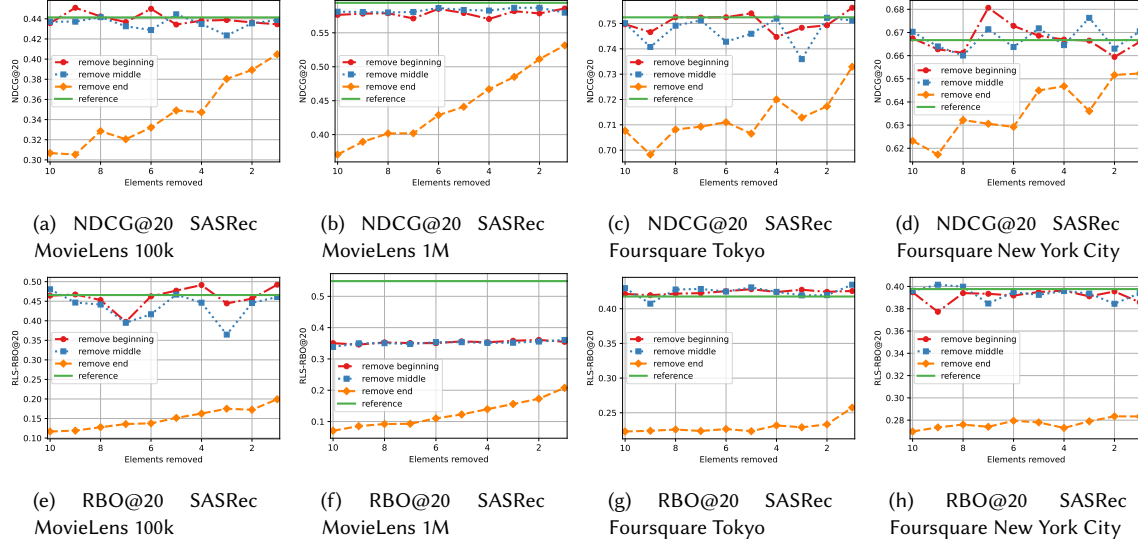 NDCG@20
0.44
0.42
0.40
0.38
0.36
0.34
0.32
0.30
remove beginning
remove middle
remove end
reference
10 8 6 4 2
Elements removed
NDCG@20
0.55
0.50
0.45
0.40
remove beginning
remove middle
remove end
reference
10 8 6 4 2
Elements removed
NDCG@20
0.75
0.74
0.73
0.72
0.71
0.70
remove beginning
remove middle
remove end
reference
10 8 6 4 2
Elements removed
NDCG@20
0.68
0.67
0.66
0.65
0.64
0.63
0.62
remove beginning
remove middle
remove end
reference
10 8 6 4 2
Elements removed
(a) NDCG@20 SASRec
MovieLens 100k
(b) NDCG@20 SASRec
MovieLens 1M
(c) NDCG@20 SASRec
Foursquare Tokyo
(d) NDCG@20 SASRec
Foursquare New York City
RLS-RBO@20
0.50
0.45
0.40
0.35
0.30
0.25
0.20
0.15
0.10
remove beginning
remove middle
remove end
reference
10 8 6 4 2
Elements removed
RLS-RBO@20
0.5
0.4
0.3
0.2
0.1
remove beginning
remove middle
remove end
reference
10 8 6 4 2
Elements removed
RLS-RBO@20
0.40
0.35
0.30
0.25
remove beginning
remove middle
remove end
reference
10 8 6 4 2
Elements removed
RLS-RBO@20
0.40
0.38
0.36
0.34
0.32
0.30
0.28
remove beginning
remove middle
remove end
reference
10 8 6 4 2
Elements removed
(e) RBO@20 SASRec
MovieLens 100k
(f) RBO@20 SASRec
MovieLens 1M
(g) RBO@20 SASRec
Foursquare Tokyo
(h) RBO@20 SASRec
Foursquare New York City